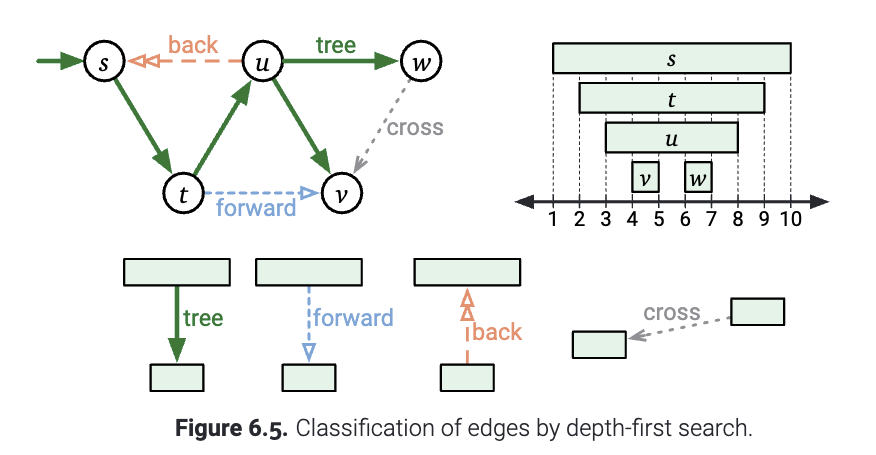 back
tree
s
u
w
cross
t
v
forward
s
t
u
v
w
1 2 3 4 5 6 7 8 9 10
tree
forward
back
cross
Figure 6.5. Classification of edges by depth-first search.